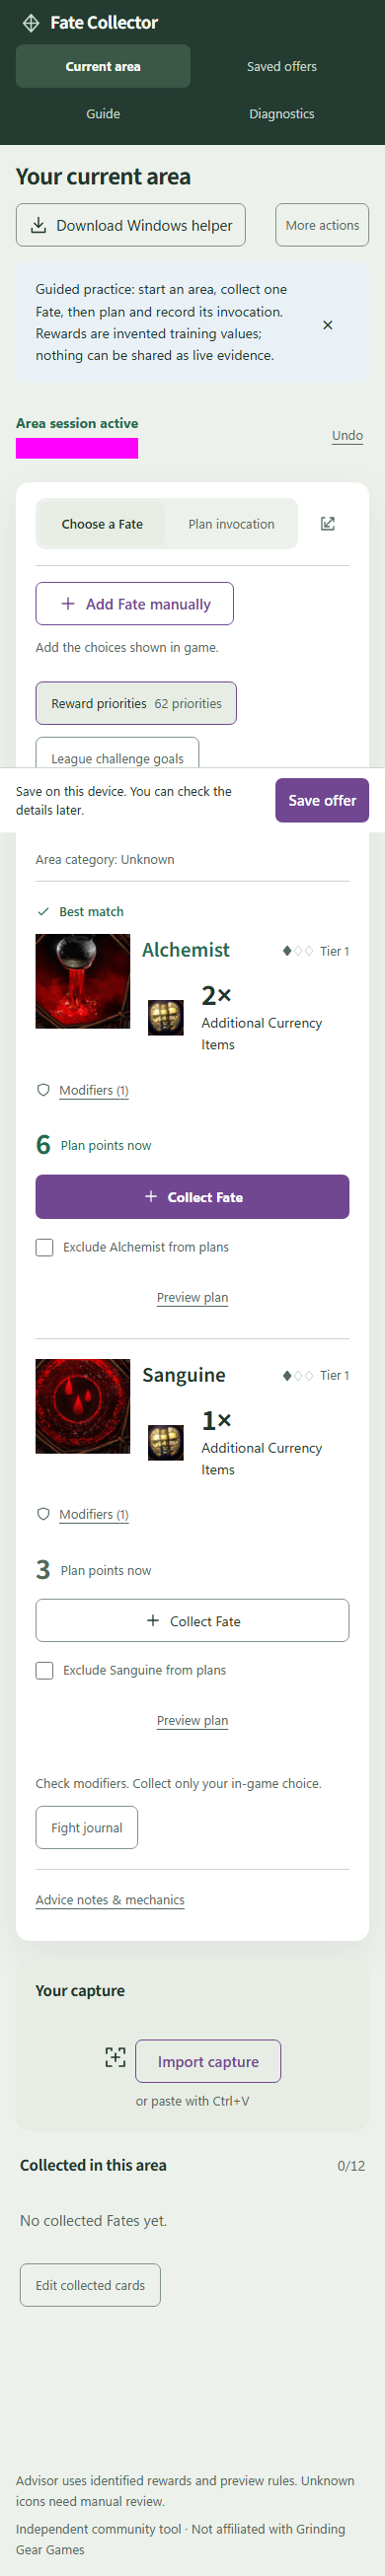 Fate Collector
Current area
Saved offers
Guide
Diagnostics
Your current area
Download Windows helper
More actions
Guided practice: start an area, collect one
Fate, then plan and record its invocation.
Rewards are invented training values;
nothing can be shared as live evidence.
Area session active
Undo
Choose a Fate
Plan invocation
Add Fate manually
Add the choices shown in game.
Reward priorities 62 priorities
League challenge goals
Save on this device. You can check the
details later.
Save offer
Area category: Unknown
Best match
Alchemist
Tier 1
2×
Additional Currency
Items
Modifiers (1)
6 Plan points now
Collect Fate
Exclude Alchemist from plans
Preview plan
Sanguine
Tier 1
1×
Additional Currency
Items
Modifiers (1)
3 Plan points now
Collect Fate
Exclude Sanguine from plans
Preview plan
Check modifiers. Collect only your in-game choice.
Fight journal
Advice notes & mechanics
Your capture
Import capture
or paste with Ctrl+V
Collected in this area
0/12
No collected Fates yet.
Edit collected cards
Advisor uses identified rewards and preview rules. Unknown
icons need manual review.
Independent community tool · Not affiliated with Grinding
Gear Games